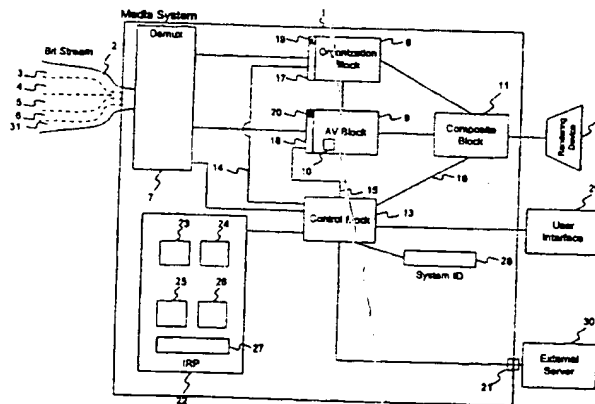 1
Media System
Demux
19
8
Organization
Block
17
Bit Stream
2
3
4
5
6
31
11
20
AV Block
9
Composite
Block
Rendering
Device
18
10
14
15
16
7
Control Block
13
User
Interface
23
24
System ID
28
25
26
30
27
IRP
External
Server
22
21